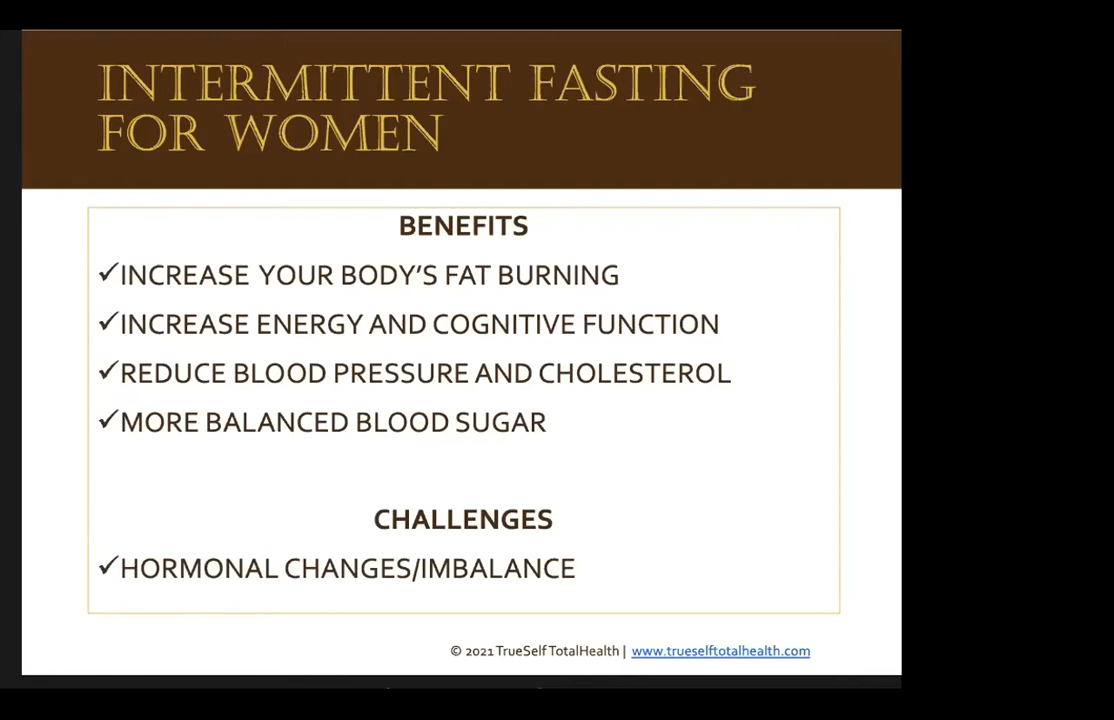 INTERMITTENT FASTING
FOR WOMEN
BENEFITS
✓INCREASE YOUR BODY'S FAT BURNING
✓INCREASE ENERGY AND COGNITIVE FUNCTION
✓REDUCE BLOOD PRESSURE AND CHOLESTEROL
✓MORE BALANCED BLOOD SUGAR
CHALLENGES
✓HORMONAL CHANGES/IMBALANCE
© 2021 TrueSelf TotalHealth | www.trueselftotalhealth.com